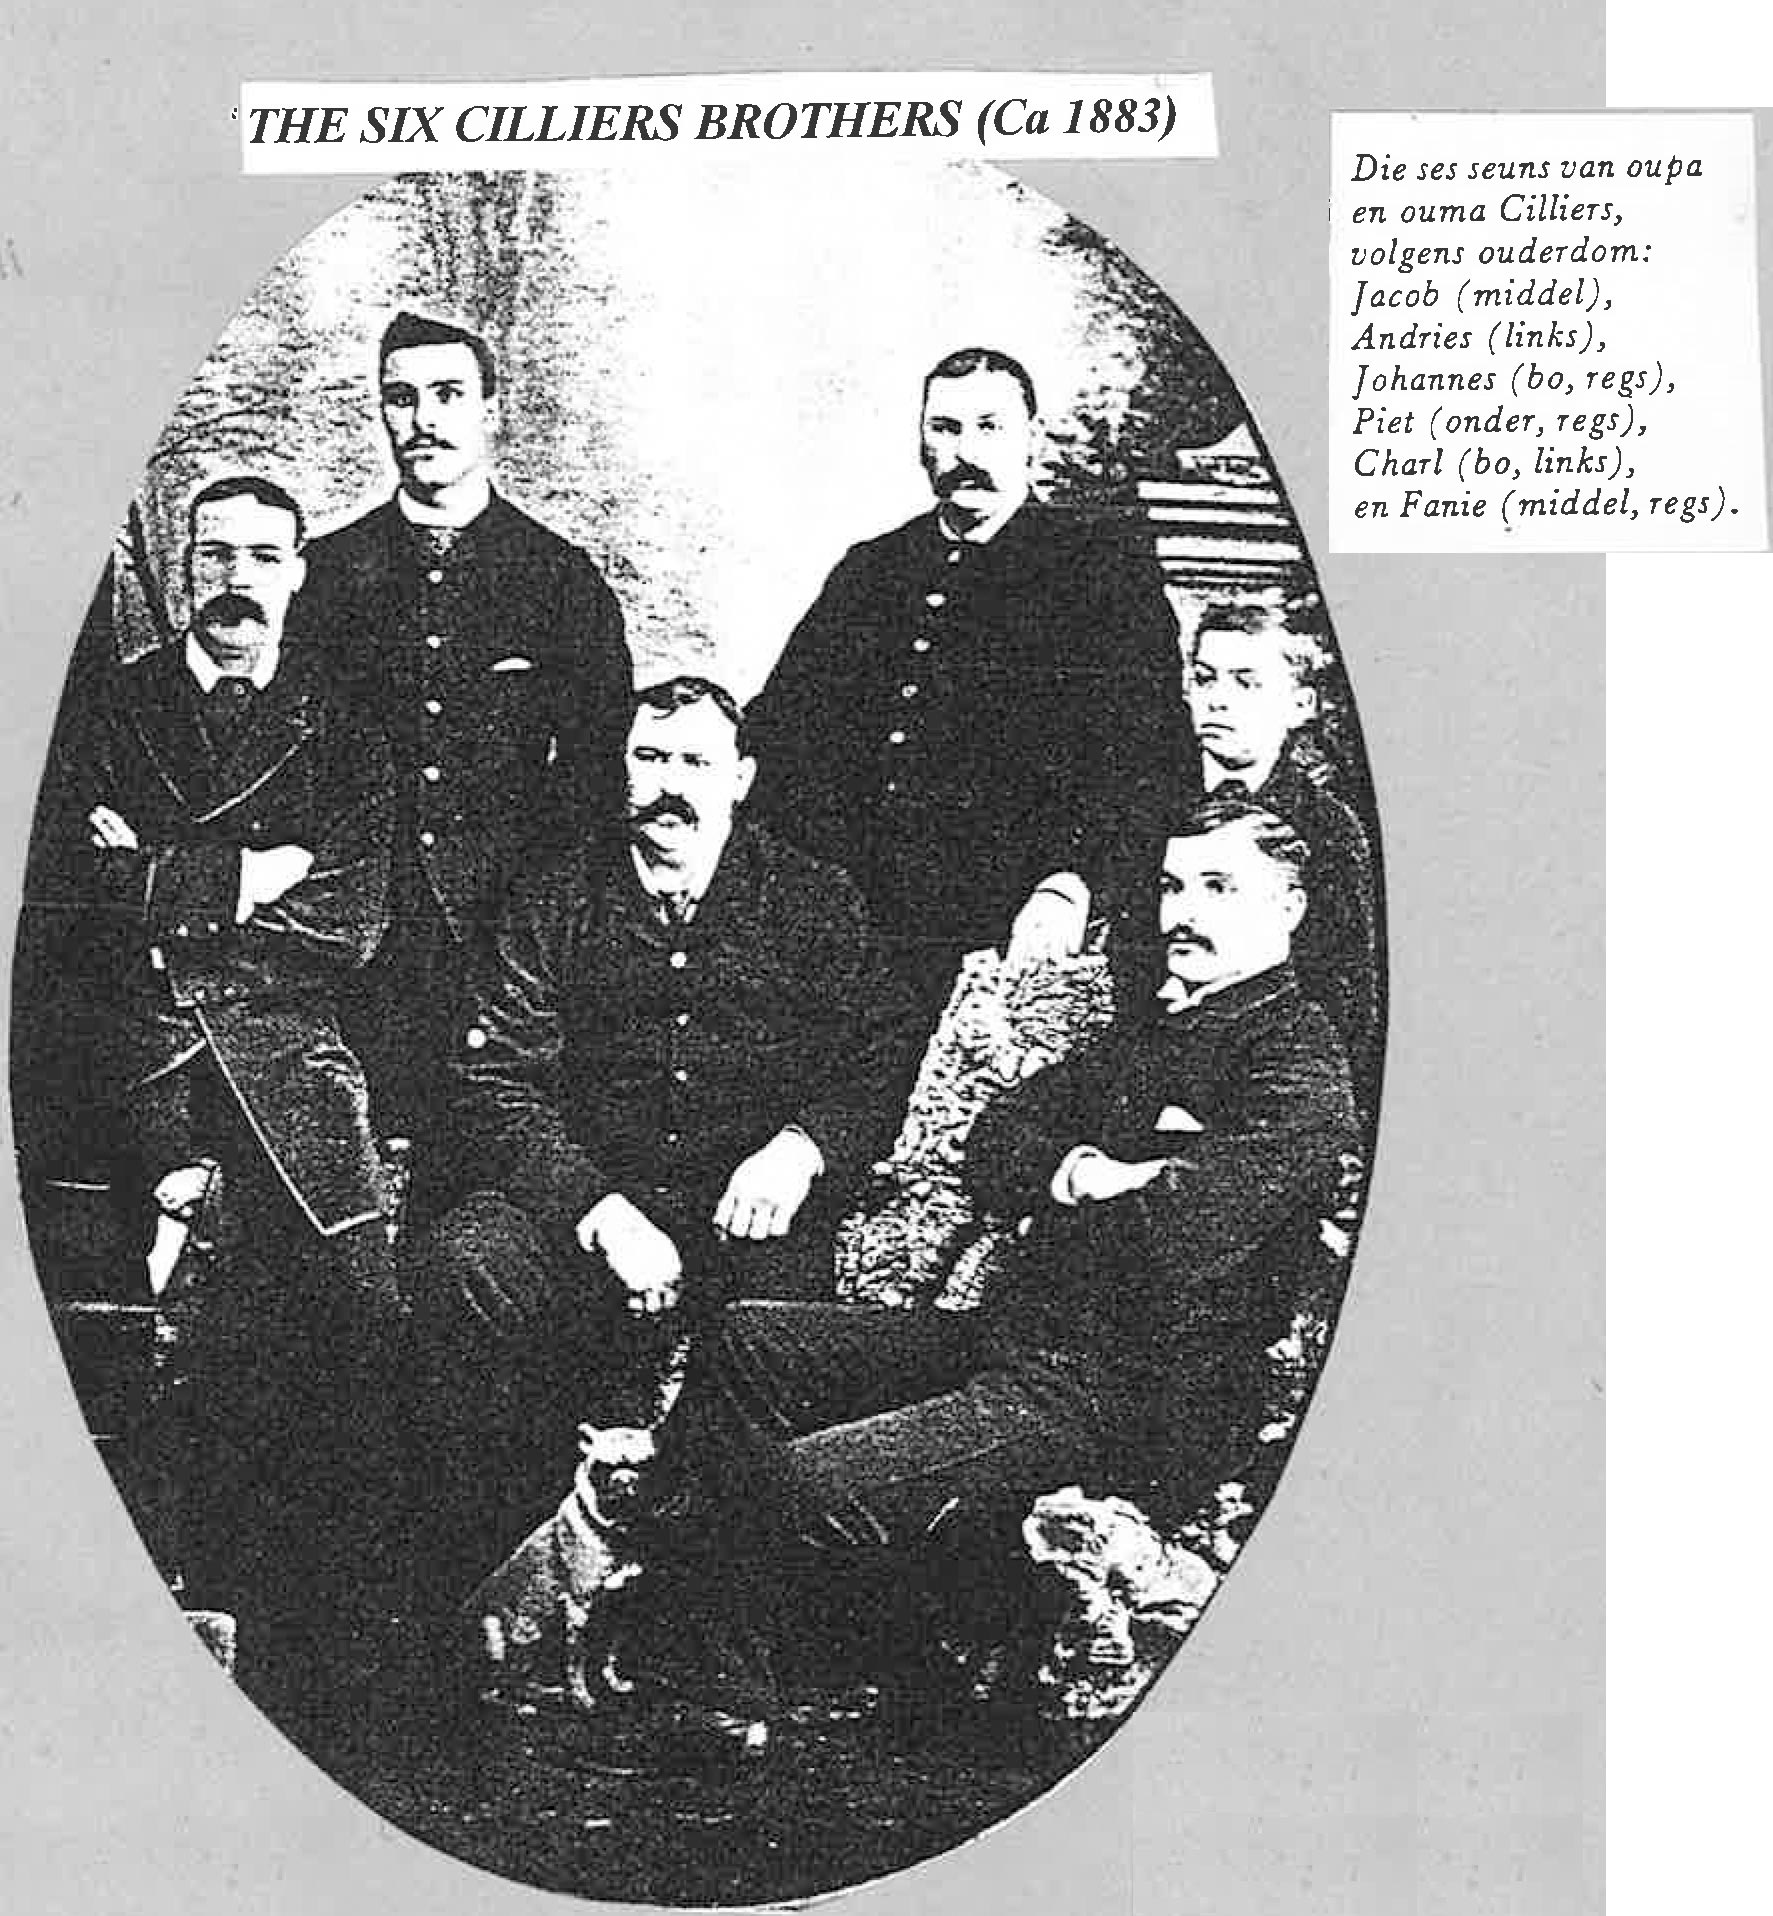 THE SIX CILLIERS BROTHERS (Ca 1883)
Die ses seuns van oupa
en ouma Cilliers,
volgens ouderdom:
Jacob (middel),
Andries (links),
Johannes (bo, regs),
Piet (onder, regs),
Charl (bo, links),
en Fanie (middel, regs).